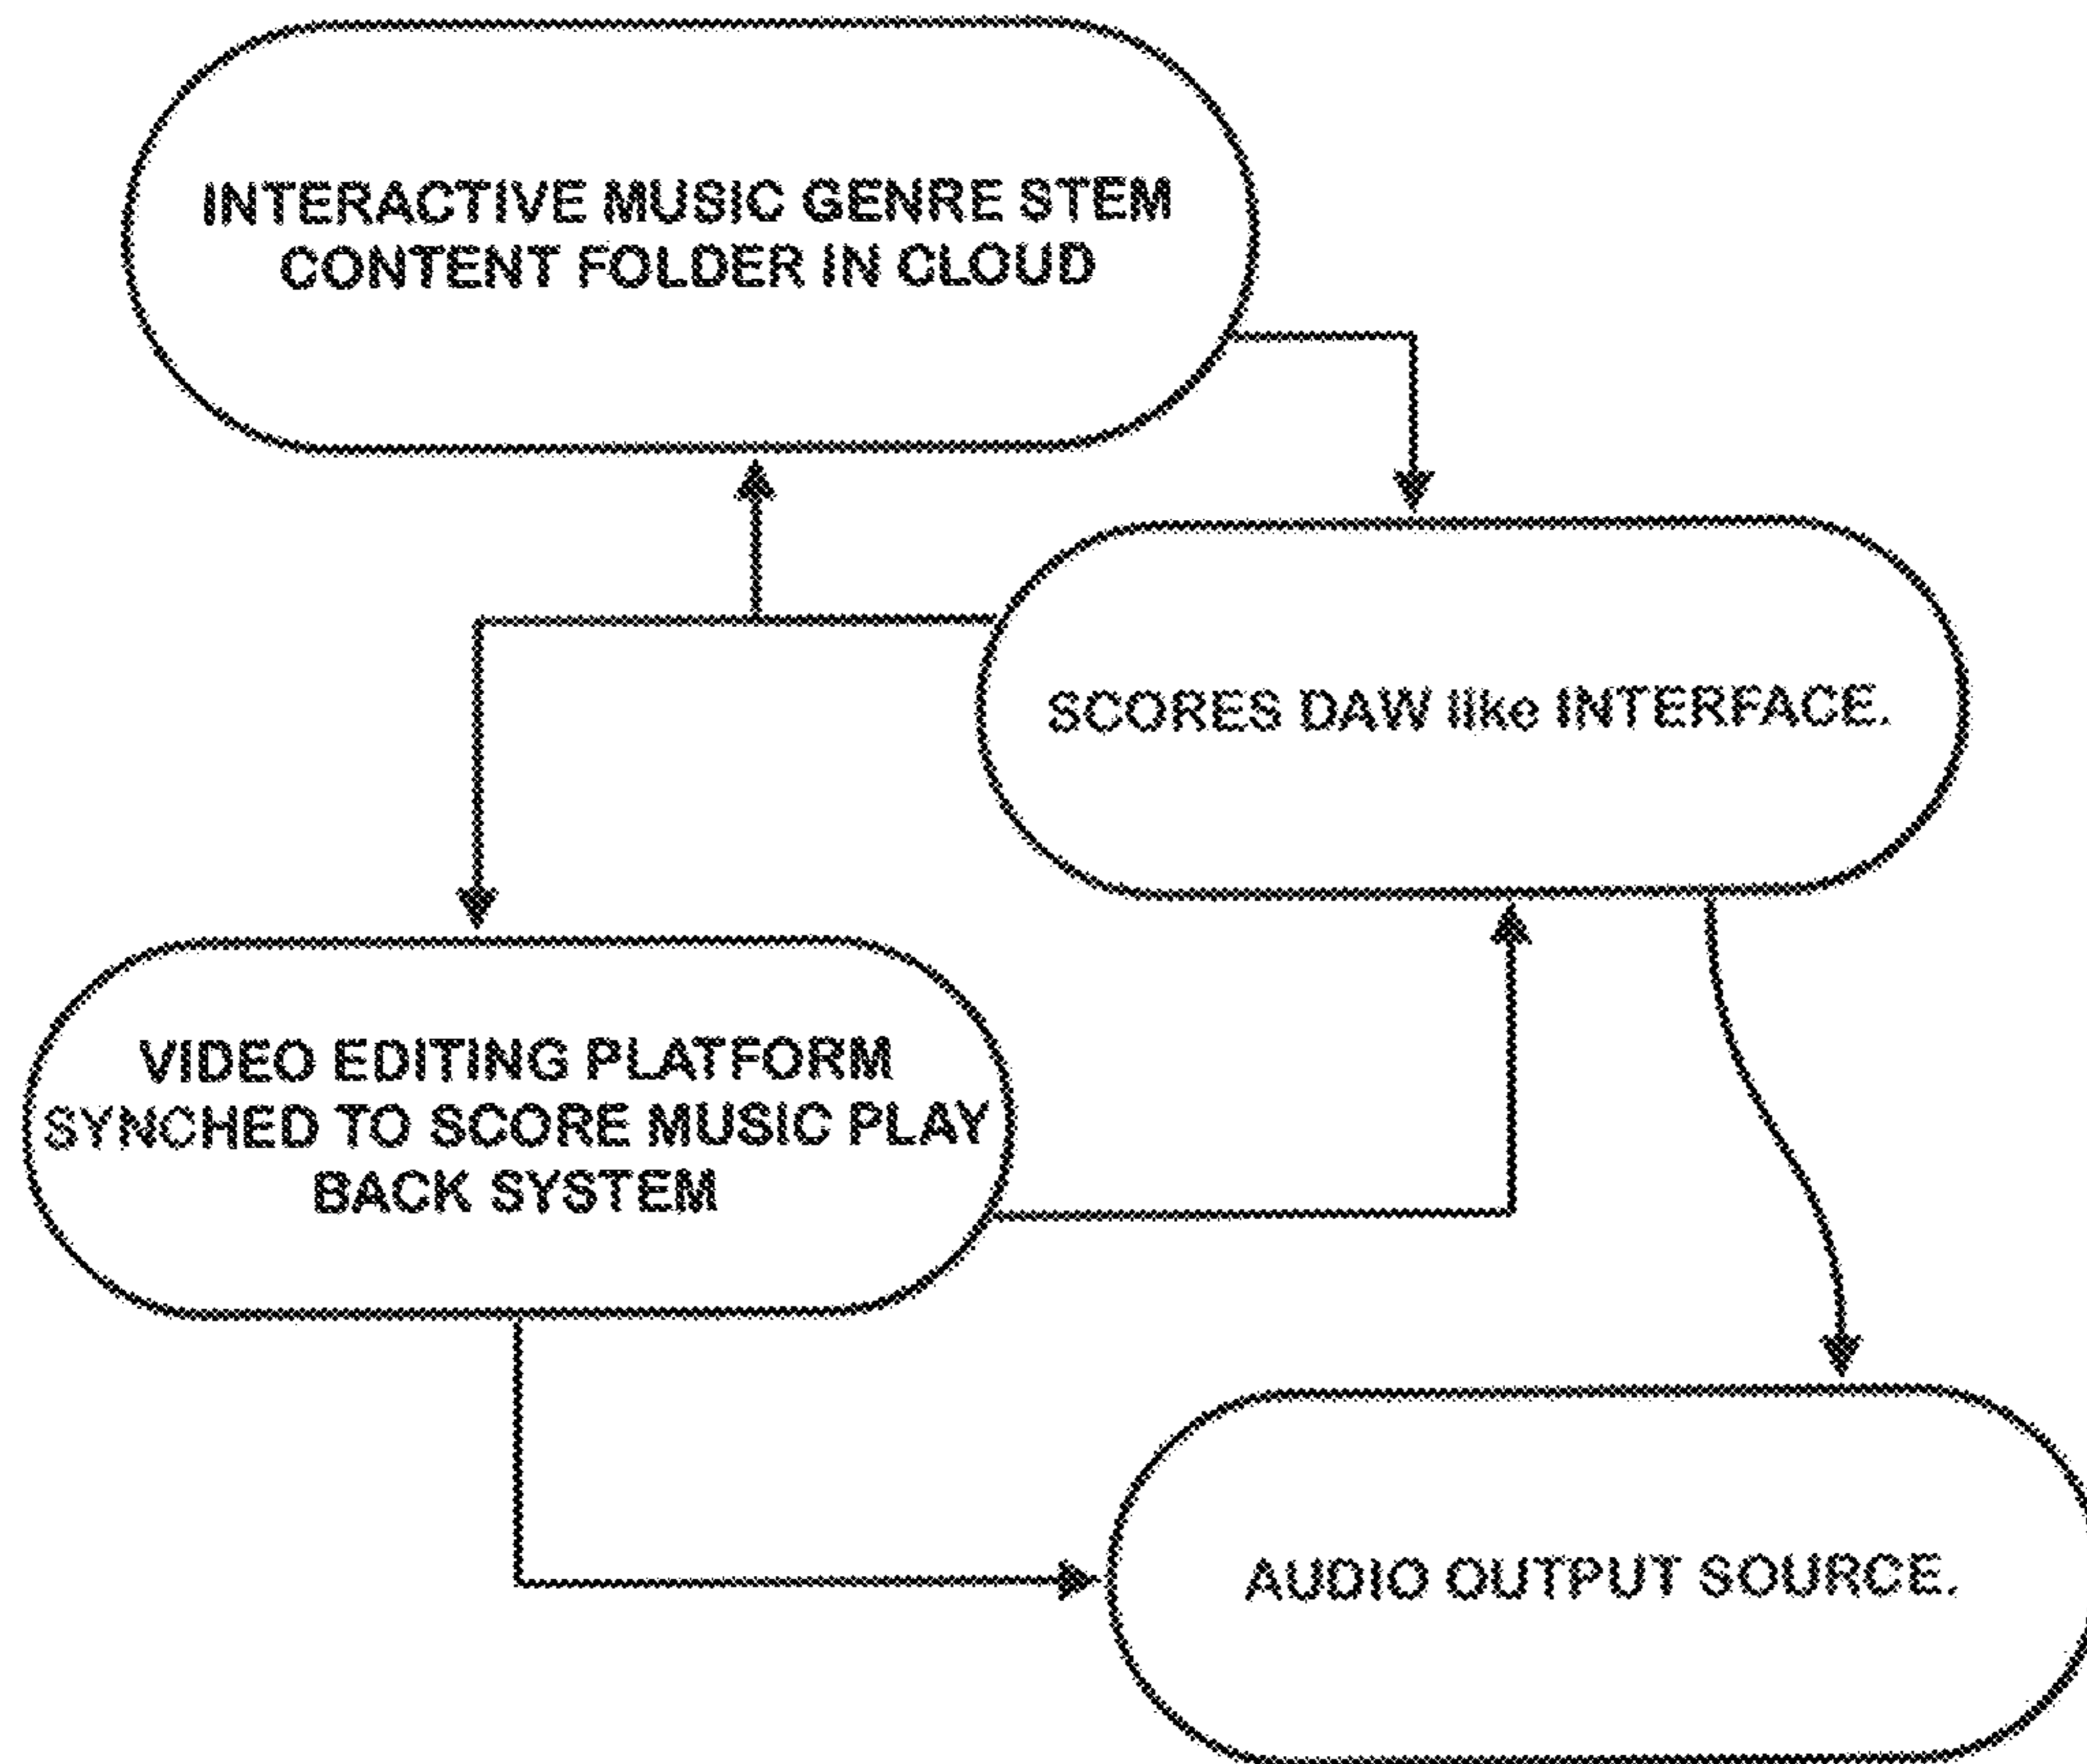 INTERACTIVE MUSIC GENRE STEM
CONTENT FOLDER IN CLOUD
SCORES DAW like INTERFACE.
VIDEO EDITING PLATFORM
SYNCHED TO SCORE MUSIC PLAY
BACK SYSTEM
AUDIO OUTPUT SOURCE.